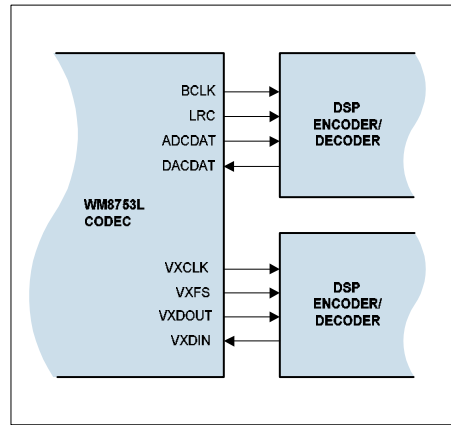 BCLK
LRC
ADCDAT
DACDAT
WM8753L
CODEC
VXCLK
VXFS
VXDOUT
VXDIN
DSP
ENCODER/
DECODER
DSP
ENCODER/
DECODER